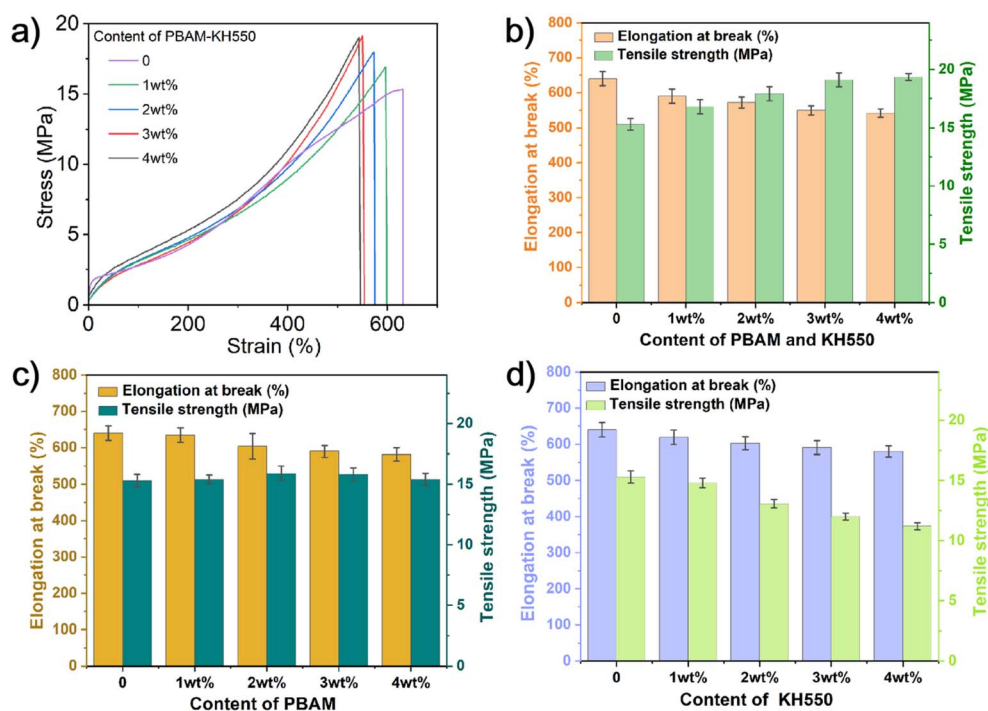 a)
Content of PBAM-KH550
0
1wt%
2wt%
3wt%
4wt%
Stress (MPa)
20
15
10
5
0
0
200
400
600
Strain (%)
b)
Elongation at break (%)
Tensile strength (MPa)
Elongation at break (%)
800
700
600
500
400
300
200
100
0
Tensile strength (MPa)
20
15
10
5
0
0
1wt%
2wt%
3wt%
4wt%
Content of PBAM and KH550
c)
Elongation at break (%)
Tensile strength (MPa)
Elongation at break (%)
800
700
600
500
400
300
200
100
0
Tensile strength (MPa)
20
15
10
5
0
0
1wt%
2wt%
3wt%
4wt%
Content of PBAM
d)
Elongation at break (%)
Tensile strength (MPa)
Elongation at break (%)
800
700
600
500
400
300
200
100
0
Tensile strength (MPa)
20
15
10
5
0
0
1wt%
2wt%
3wt%
4wt%
Content of KH550